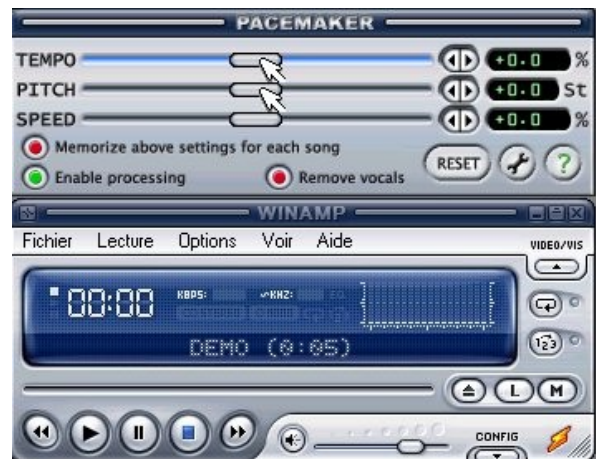 PACEMAKER
TEMPO +0.0 %
PITCH +0.0 St
SPEED +0.0 %
Memorize above settings for each song
Enable processing Remove vocals RESET ?
WINAMP
Fichier Lecture Options Voir Aide VIDEO/VIS
00:00 KBPS: KHZ:
123
DEMO (0:05)
L M
CONFIG